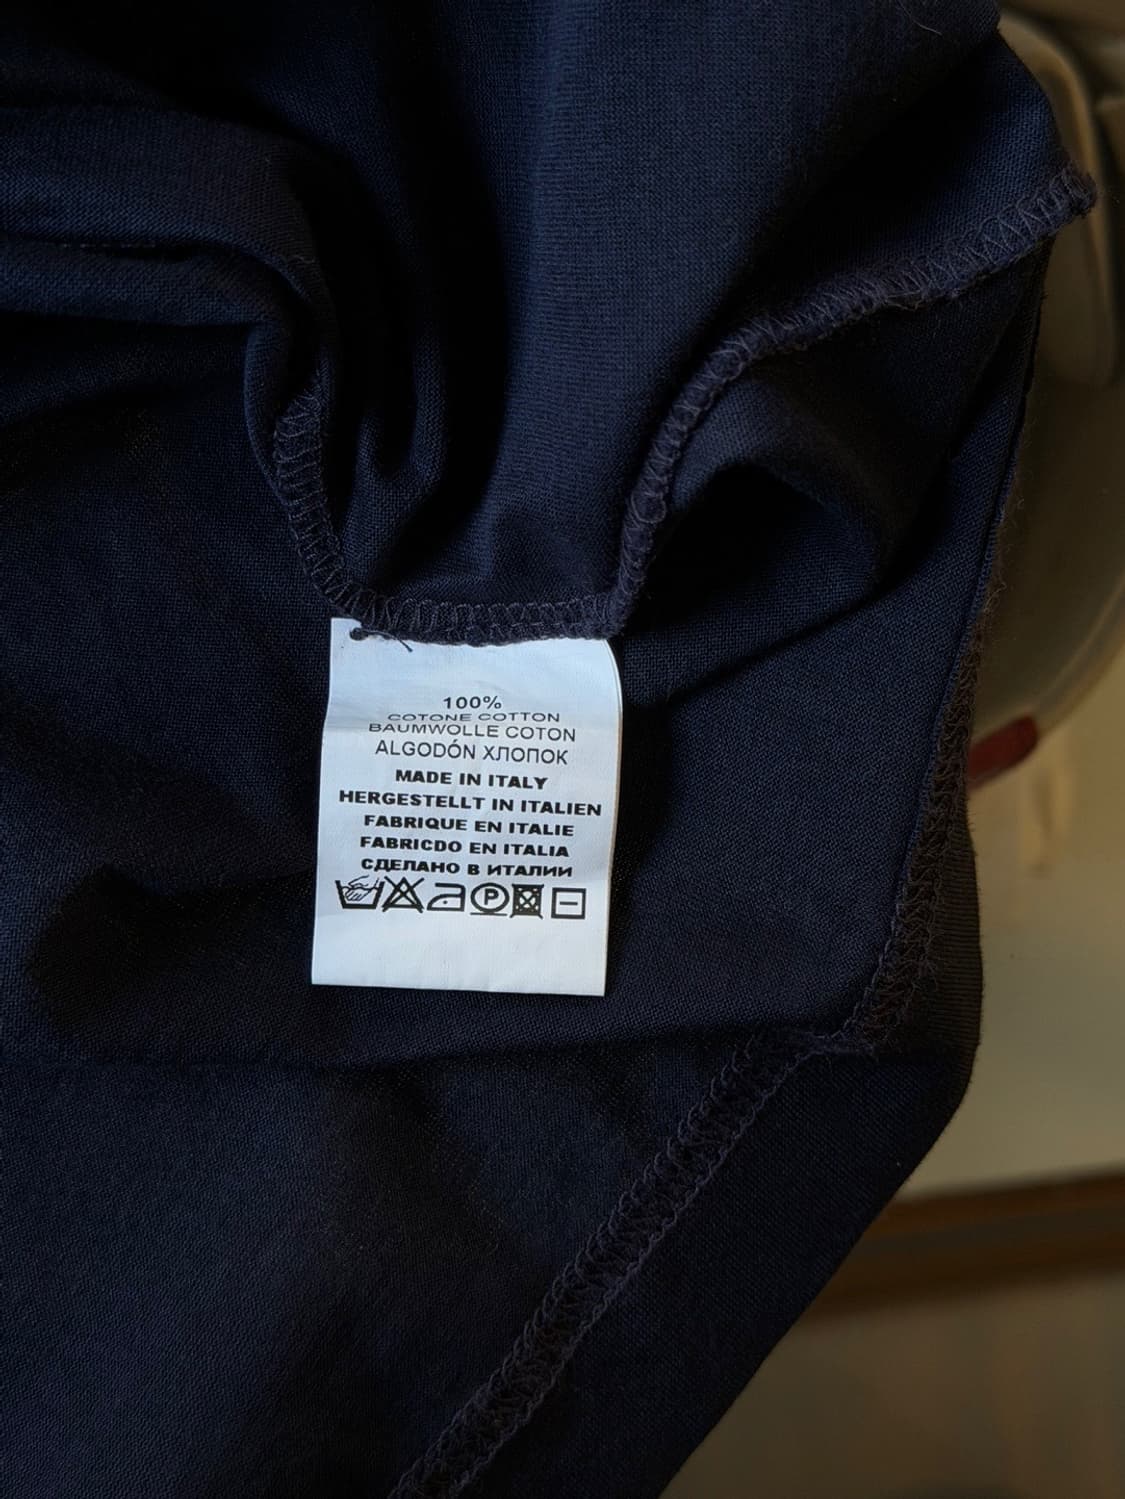 100%
COTONE COTTON
BAUMWOLLE COTON
ALGODÓN ХЛОПОК
MADE IN ITALY
HERGESTELLT IN ITALIEN
FABRIQUE EN ITALIE
FABRICDO EN ITALIA
СДЕЛАНО В ИТАЛИИ
P